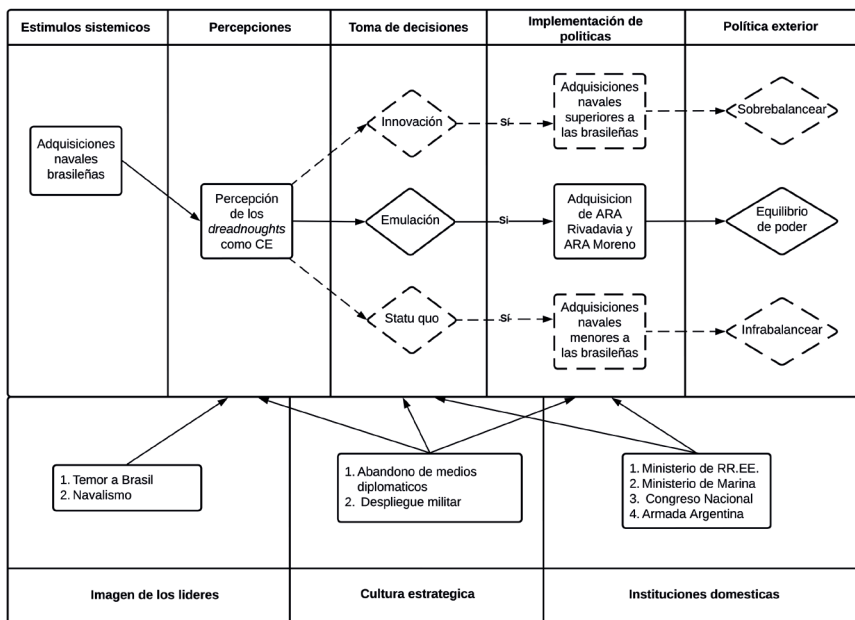 Estimulos sistemicos
Percepciones
Toma de decisiones
Implementación de
politicas
Política exterior
Adquisiciones
navales
brasileñas
Percepción
de los
dreadnoughts
como CE
Innovación
Sí
Adquisiciones
navales
superiores a
las brasileñas
Sobrebalancear
Emulación
Si
Adquisicion
de ARA
Rivadavia y
ARA Moreno
Equilibrio
de poder
Statu quo
Sí
Adquisiciones
navales
menores a
las brasileñas
Infrabalancear
1. Temor a Brasil
2. Navalismo
1. Abandono de medios
diplomaticos
2. Despliegue militar
1. Ministerio de RR.EE.
2. Ministerio de Marina
3. Congreso Nacional
4. Armada Argentina
Imagen de los lideres
Cultura estrategica
Instituciones domesticas